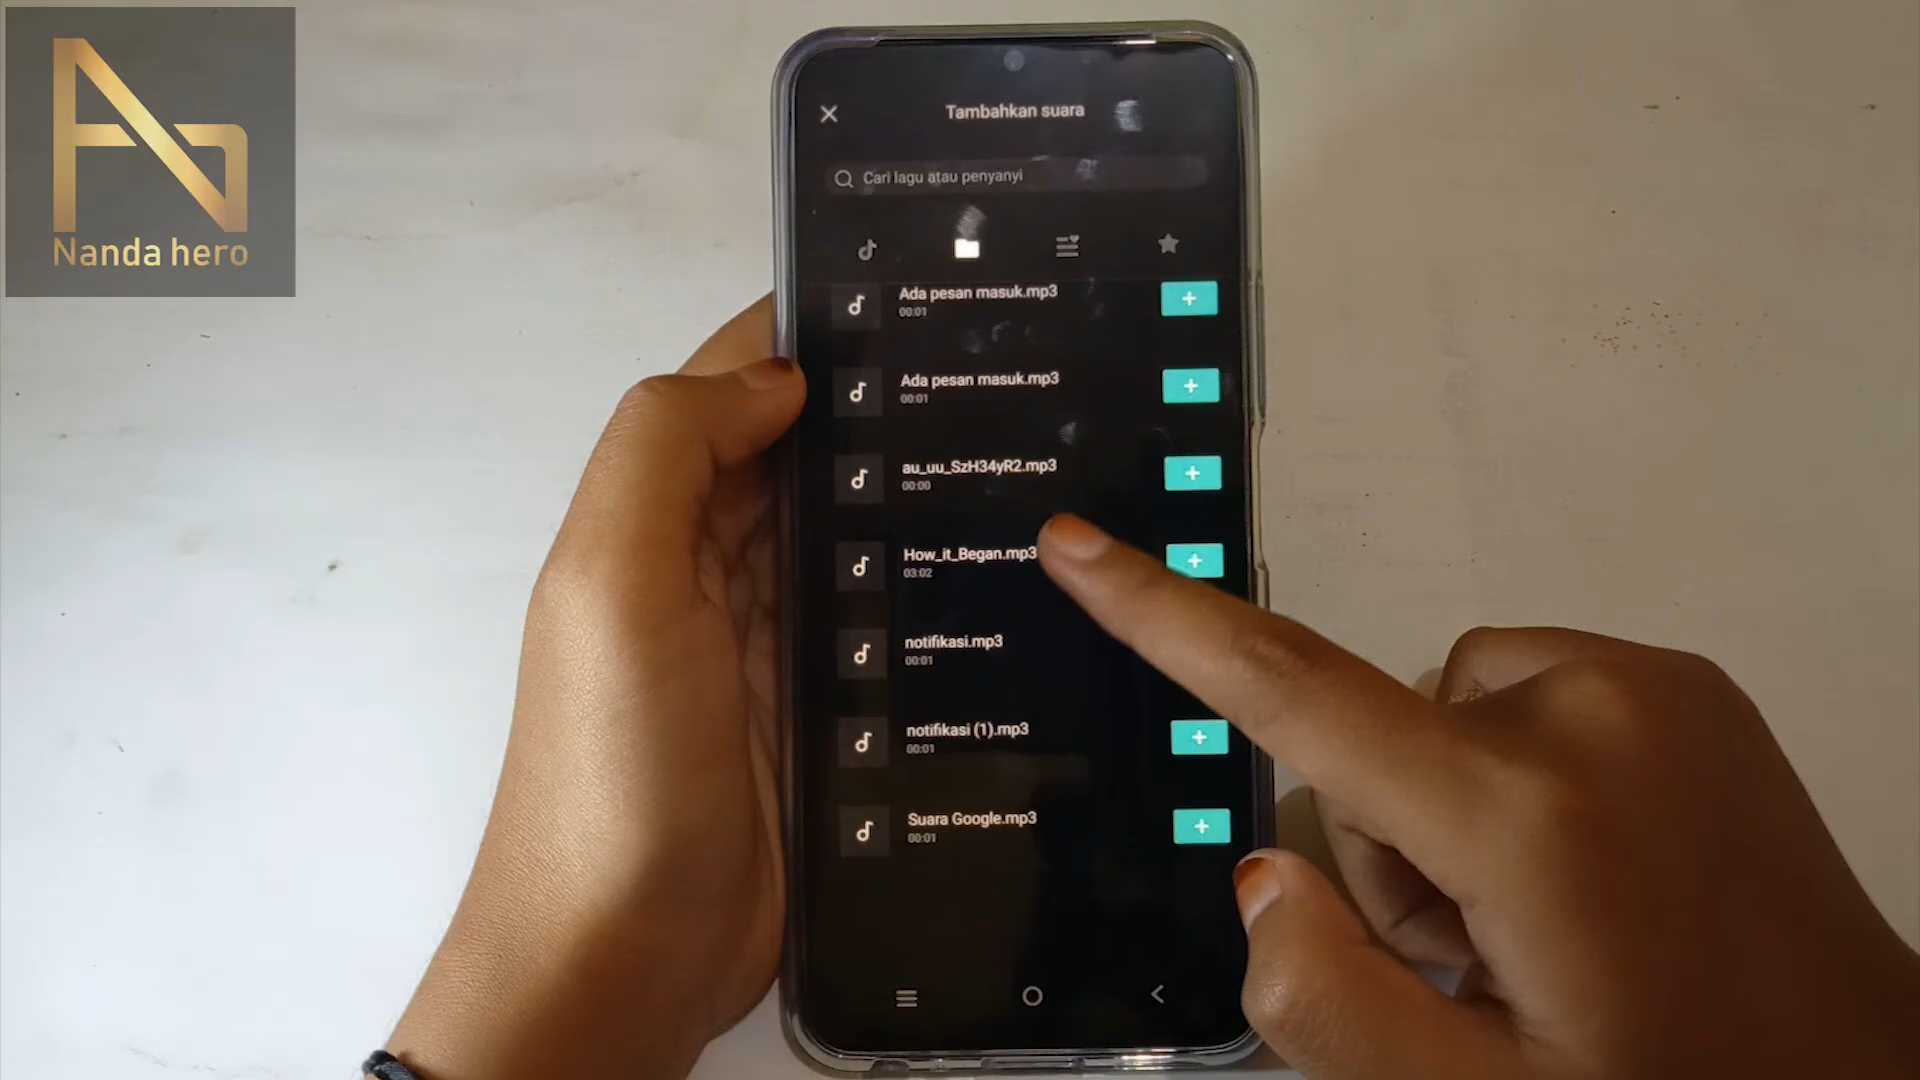 Nanda hero
Tambahkan suara
Cari lagu atau penyanyi
Ada pesan masuk.mp3
00:01
Ada pesan masuk.mp3
00:01
au_uu_SzH34yR2.mp3
00:00
How_it_Began.mp3
03:02
notifikasi.mp3
00:01
notifikasi (1).mp3
00:01
Suara Google.mp3
00:01